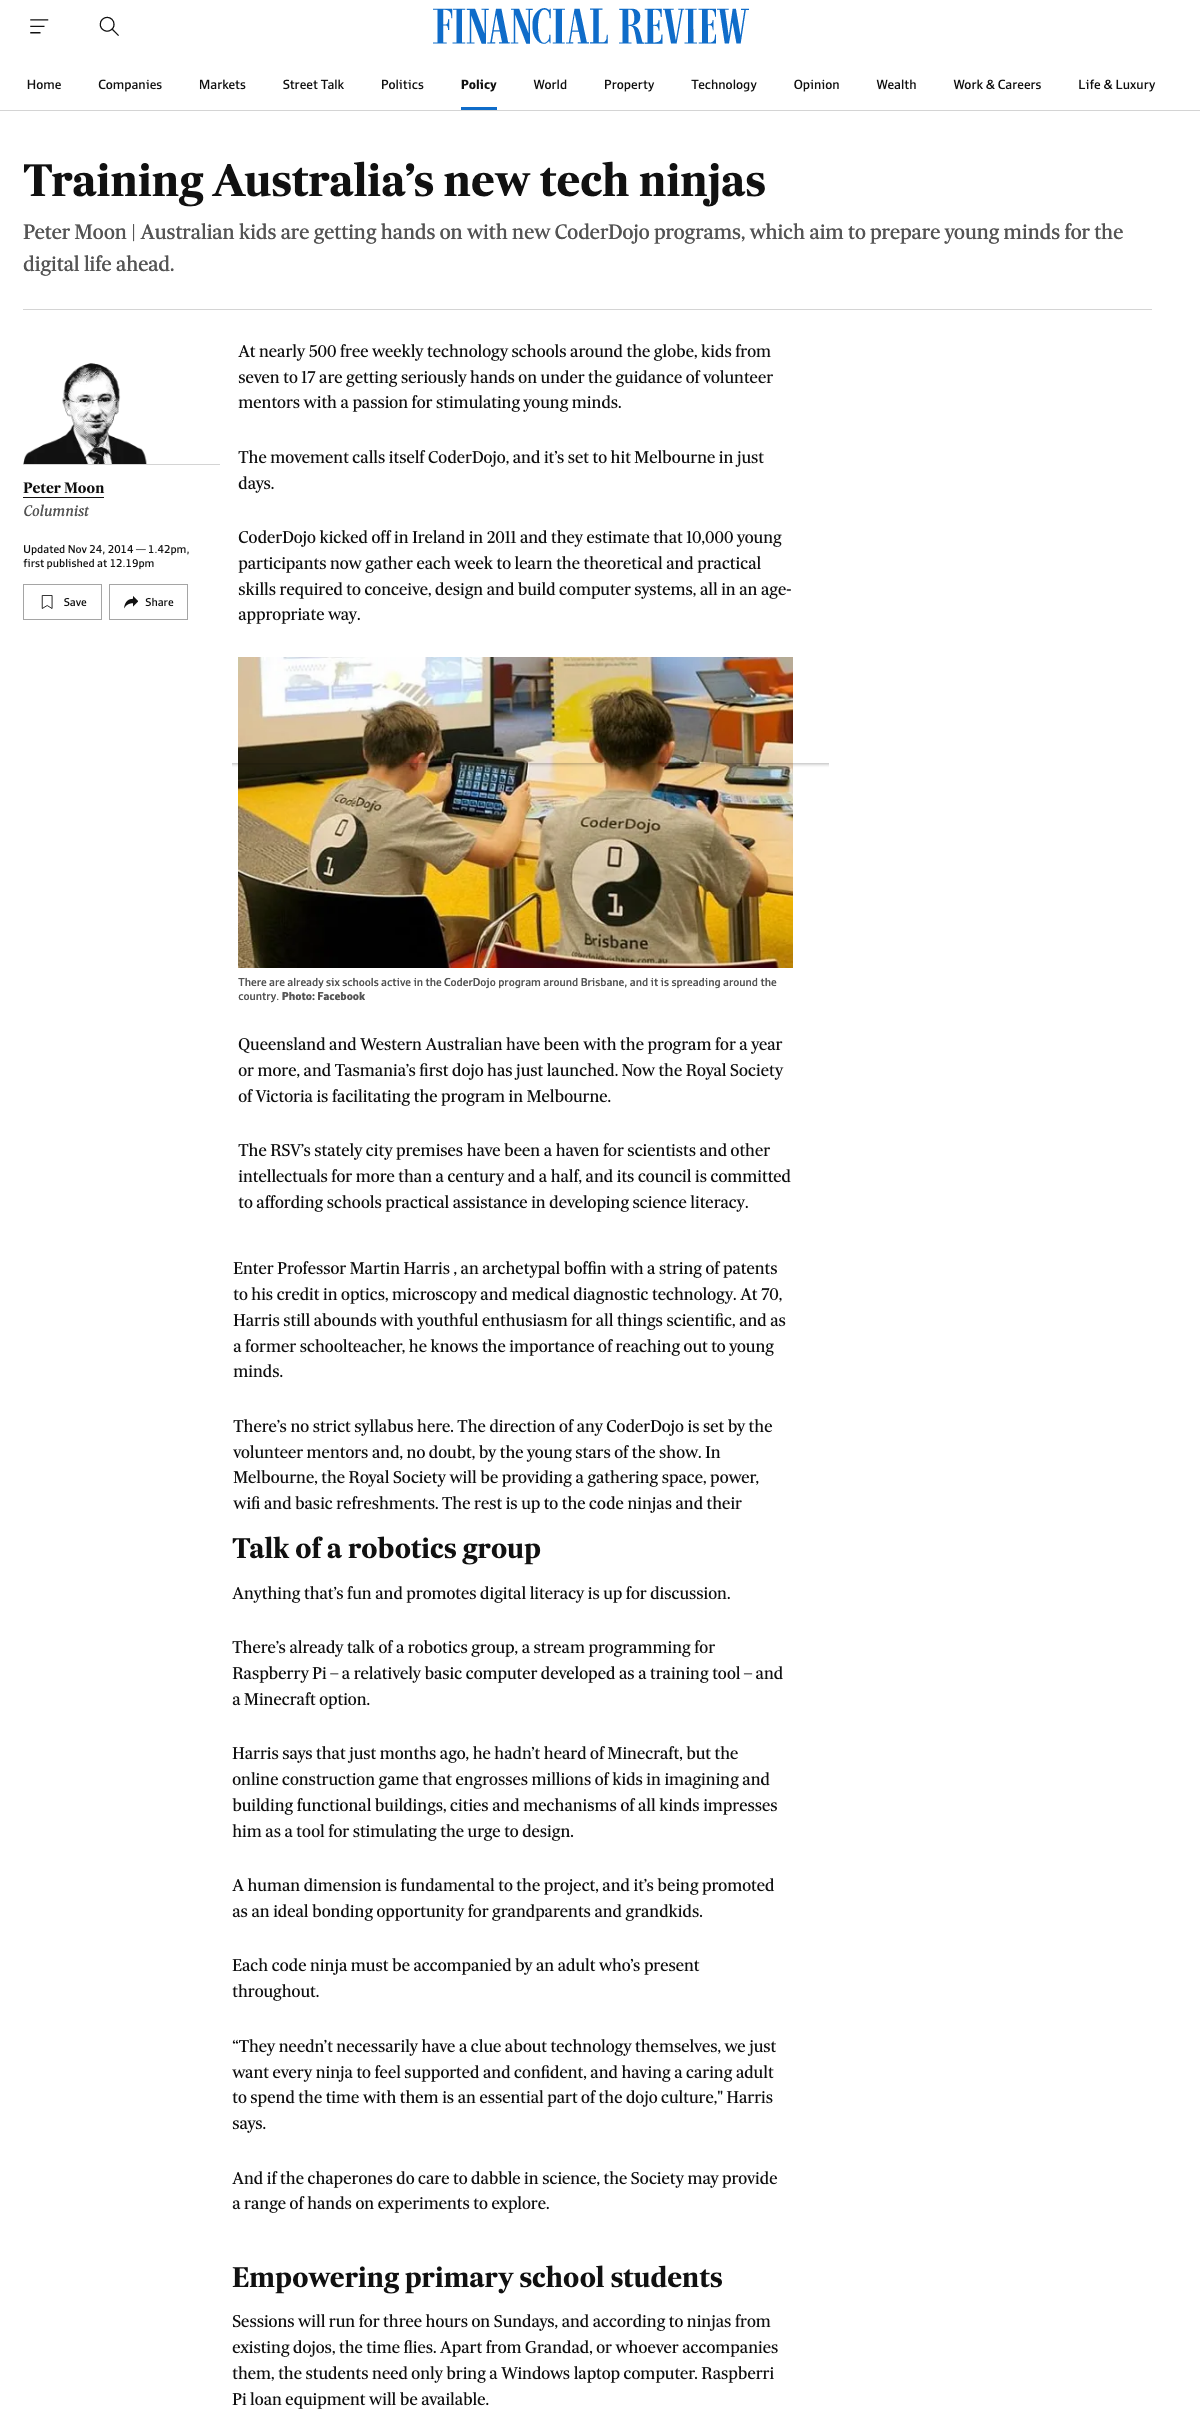 FINANCIAL REVIEW
Home Companies Markets Street Talk Politics Policy World Property Technology Opinion Wealth Work & Careers Life & Luxury
Training Australia’s new tech ninjas
Peter Moon | Australian kids are getting hands on with new CoderDojo programs, which aim to prepare young minds for the
digital life ahead.
Peter Moon
Columnist
Updated Nov 24, 2014 — 1.42pm,
first published at 12.19pm
Save Share
At nearly 500 free weekly technology schools around the globe, kids from
seven to 17 are getting seriously hands on under the guidance of volunteer
mentors with a passion for stimulating young minds.
The movement calls itself CoderDojo, and it’s set to hit Melbourne in just
days.
CoderDojo kicked off in Ireland in 2011 and they estimate that 10,000 young
participants now gather each week to learn the theoretical and practical
skills required to conceive, design and build computer systems, all in an age-
appropriate way.
CoderDojo
0
1
CoderDojo
0
1
Brisbane
There are already six schools active in the CoderDojo program around Brisbane, and it is spreading around the
country. Photo: Facebook
Queensland and Western Australian have been with the program for a year
or more, and Tasmania’s first dojo has just launched. Now the Royal Society
of Victoria is facilitating the program in Melbourne.
The RSV’s stately city premises have been a haven for scientists and other
intellectuals for more than a century and a half, and its council is committed
to affording schools practical assistance in developing science literacy.
Enter Professor Martin Harris , an archetypal boffin with a string of patents
to his credit in optics, microscopy and medical diagnostic technology. At 70,
Harris still abounds with youthful enthusiasm for all things scientific, and as
a former schoolteacher, he knows the importance of reaching out to young
minds.
There’s no strict syllabus here. The direction of any CoderDojo is set by the
volunteer mentors and, no doubt, by the young stars of the show. In
Melbourne, the Royal Society will be providing a gathering space, power,
wifi and basic refreshments. The rest is up to the code ninjas and their
Talk of a robotics group
Anything that’s fun and promotes digital literacy is up for discussion.
There’s already talk of a robotics group, a stream programming for
Raspberry Pi – a relatively basic computer developed as a training tool – and
a Minecraft option.
Harris says that just months ago, he hadn’t heard of Minecraft, but the
online construction game that engrosses millions of kids in imagining and
building functional buildings, cities and mechanisms of all kinds impresses
him as a tool for stimulating the urge to design.
A human dimension is fundamental to the project, and it’s being promoted
as an ideal bonding opportunity for grandparents and grandkids.
Each code ninja must be accompanied by an adult who’s present
throughout.
“They needn’t necessarily have a clue about technology themselves, we just
want every ninja to feel supported and confident, and having a caring adult
to spend the time with them is an essential part of the dojo culture," Harris
says.
And if the chaperones do care to dabble in science, the Society may provide
a range of hands on experiments to explore.
Empowering primary school students
Sessions will run for three hours on Sundays, and according to ninjas from
existing dojos, the time flies. Apart from Grandad, or whoever accompanies
them, the students need only bring a Windows laptop computer. Raspberri
Pi loan equipment will be available.